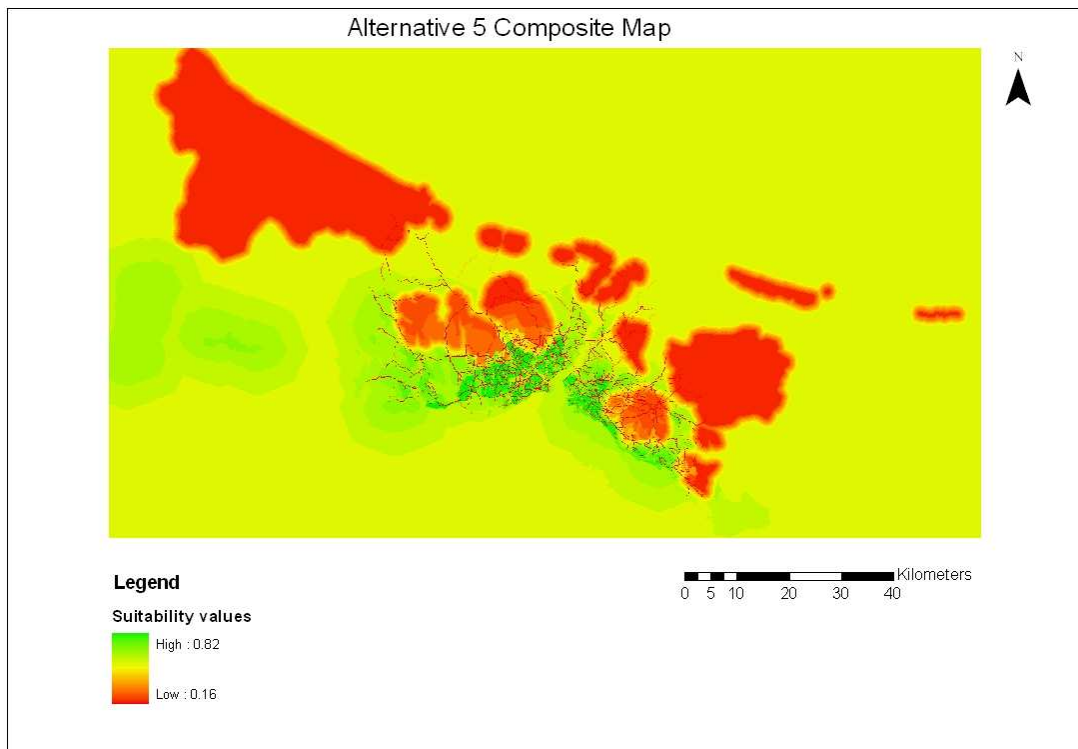 Alternative 5 Composite Map
N
Legend
Suitability values
High : 0.82
Low : 0.16
Kilometers
0 5 10 20 30 40